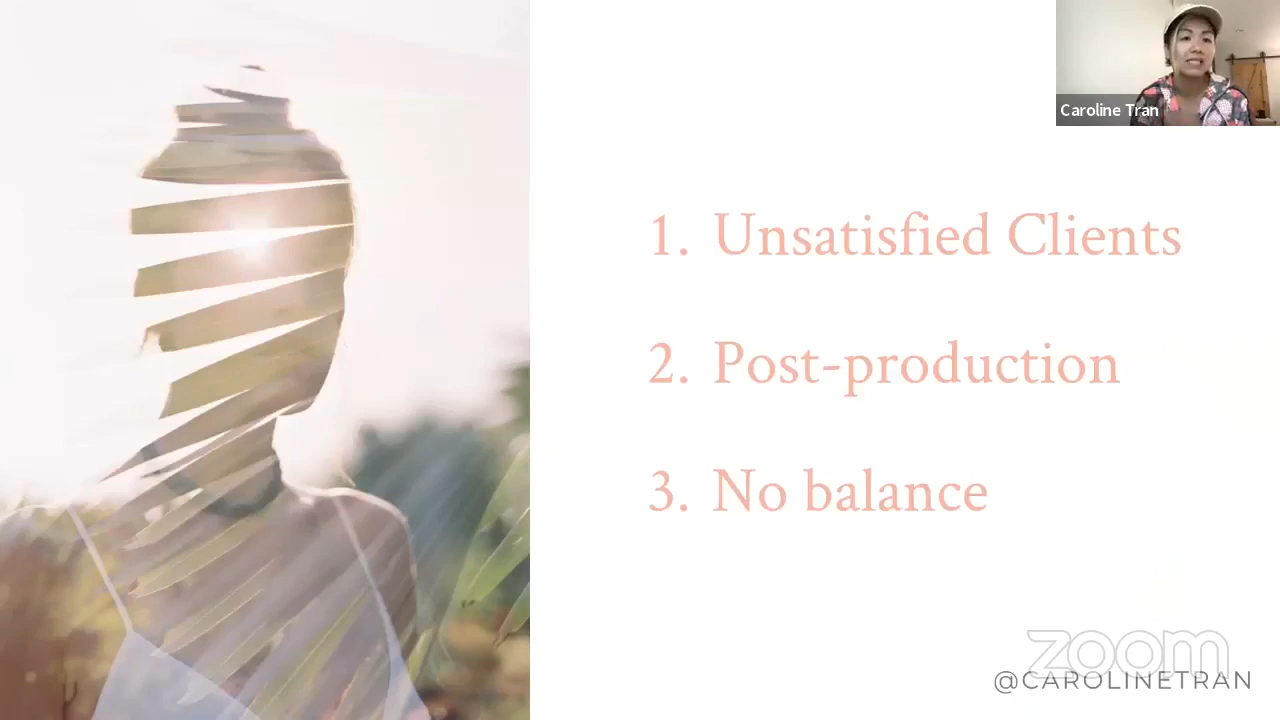 Caroline Tran
1. Unsatisfied Clients
2. Post-production
3. No balance
zoom
@CAROLINETRAN